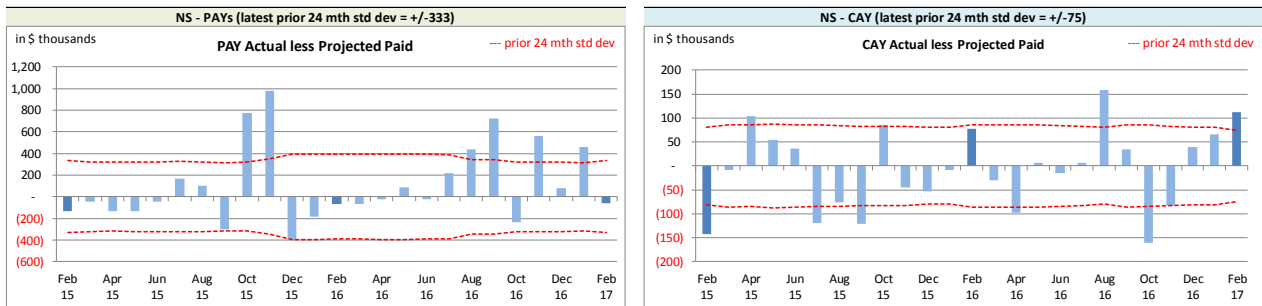 NS - PAYs (latest prior 24 mth std dev = +/-333)
in $ thousands
PAY Actual less Projected Paid
--- prior 24 mth std dev
1,200
1,000
800
600
400
200
-
(200)
(400)
(600)
Feb Apr Jun Aug Oct Dec Feb Apr Jun Aug Oct Dec Feb
15 15 15 15 15 15 16 16 16 16 16 16 17
NS - CAY (latest prior 24 mth std dev = +/-75)
in $ thousands
CAY Actual less Projected Paid
--- prior 24 mth std dev
200
150
100
50
-
(50)
(100)
(150)
(200)
Feb Apr Jun Aug Oct Dec Feb Apr Jun Aug Oct Dec Feb
15 15 15 15 15 15 16 16 16 16 16 16 17